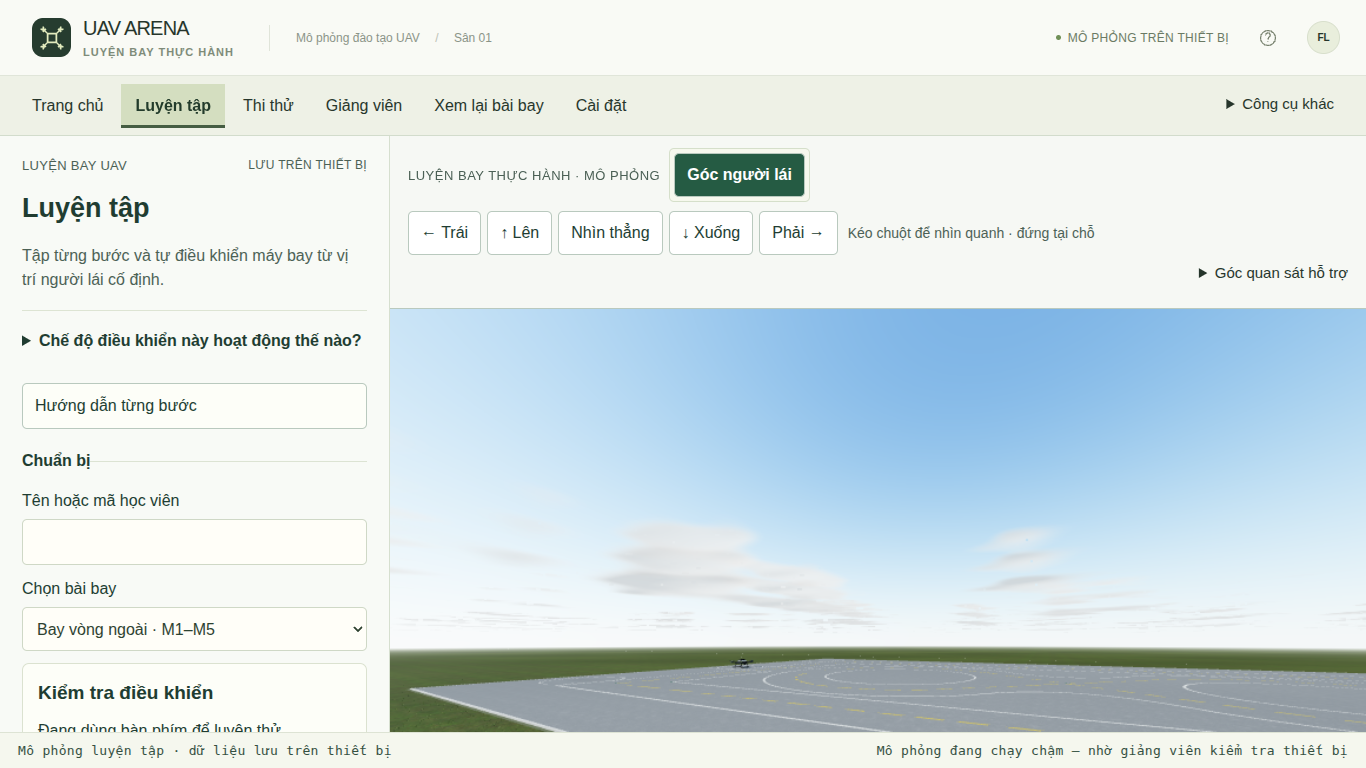 UAV ARENA
LUYỆN BAY THỰC HÀNH
Mô phỏng đào tạo UAV / Sân 01
MÔ PHỎNG TRÊN THIẾT BỊ
FL
Trang chủ
Luyện tập
Thi thử
Giảng viên
Xem lại bài bay
Cài đặt
▶ Công cụ khác
LUYỆN BAY UAV
LƯU TRÊN THIẾT BỊ
Luyện tập
Tập từng bước và tự điều khiển máy bay từ vị
trí người lái cố định.
▶ Chế độ điều khiển này hoạt động thế nào?
Hướng dẫn từng bước
Chuẩn bị
Tên hoặc mã học viên
Chọn bài bay
Bay vòng ngoài · M1–M5
Kiểm tra điều khiển
Đang dùng bàn phím để luyện thử
LUYỆN BAY THỰC HÀNH · MÔ PHỎNG
Góc người lái
← Trái
↑ Lên
Nhìn thẳng
↓ Xuống
Phải →
Kéo chuột để nhìn quanh · đứng tại chỗ
▶ Góc quan sát hỗ trợ
Mô phỏng luyện tập · dữ liệu lưu trên thiết bị
Mô phỏng đang chạy chậm — nhờ giảng viên kiểm tra thiết bị